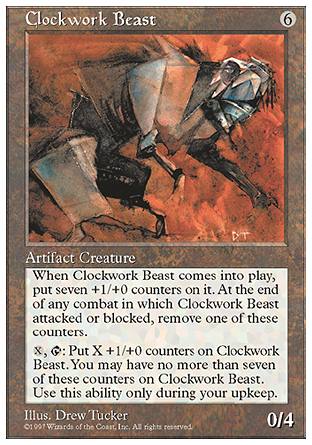 Clockwork Beast 6
DT
Artifact Creature
When Clockwork Beast comes into play,
put seven +1/+0 counters on it. At the end
of any combat in which Clockwork Beast
attacked or blocked, remove one of these
counters.
X, : Put X +1/+0 counters on Clockwork
Beast. You may have no more than seven
of these counters on Clockwork Beast.
Use this ability only during your upkeep.
Illus. Drew Tucker
©1997 Wizards of the Coast, Inc. All rights reserved.
0/4